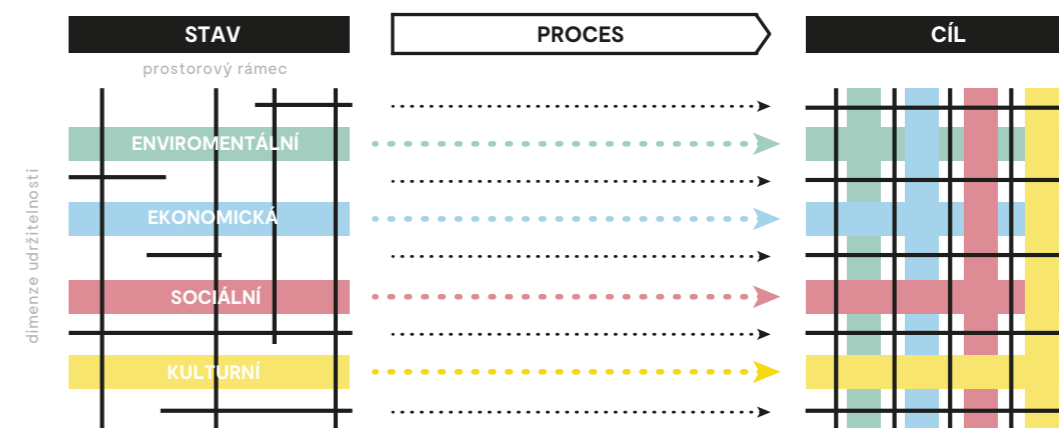 STAV
PROCES
CÍL
prostorový rámec
dimenze udržitelnosti
ENVIROMENTÁLNÍ
EKONOMICKÁ
SOCIÁLNÍ
KULTURNÍ